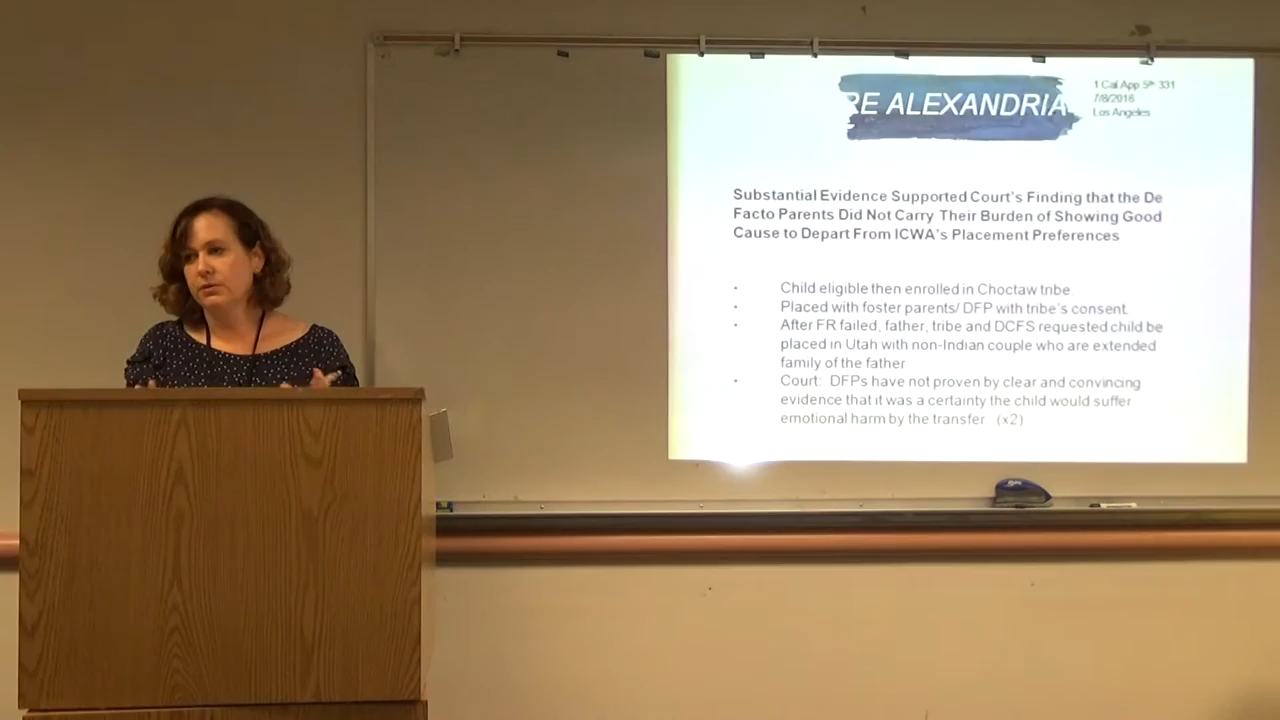 RE ALEXANDRIA
1 Cal App 5th 331
7/8/2016
Los Angeles
Substantial Evidence Supported Court's Finding that the De
Facto Parents Did Not Carry Their Burden of Showing Good
Cause to Depart From ICWA's Placement Preferences
• Child eligible then enrolled in Choctaw tribe.
• Placed with foster parents/ DFP with tribe's consent.
• After FR failed, father, tribe and DCFS requested child be
placed in Utah with non-Indian couple who are extended
family of the father
• Court: DFPs have not proven by clear and convincing
evidence that it was a certainty the child would suffer
emotional harm by the transfer (x2)